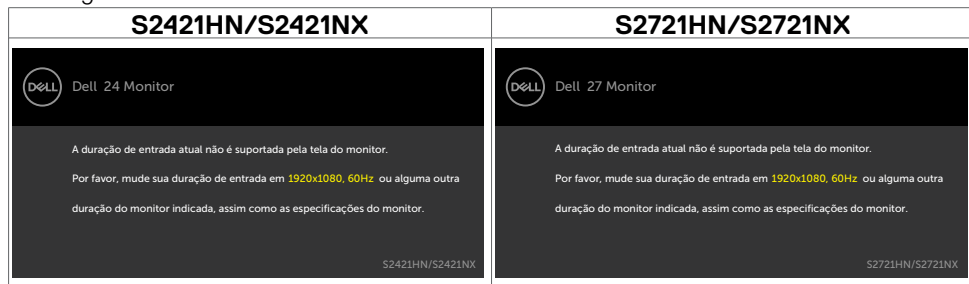 S2421HN/S2421NX
S2721HN/S2721NX
DELL
Dell 24 Monitor
A duração de entrada atual não é suportada pela tela do monitor.
Por favor, mude sua duração de entrada em 1920x1080, 60Hz ou alguma outra
duração do monitor indicada, assim como as especificações do monitor.
S2421HN/S2421NX
DELL
Dell 27 Monitor
A duração de entrada atual não é suportada pela tela do monitor.
Por favor, mude sua duração de entrada em 1920x1080, 60Hz ou alguma outra
duração do monitor indicada, assim como as especificações do monitor.
S2721HN/S2721NX